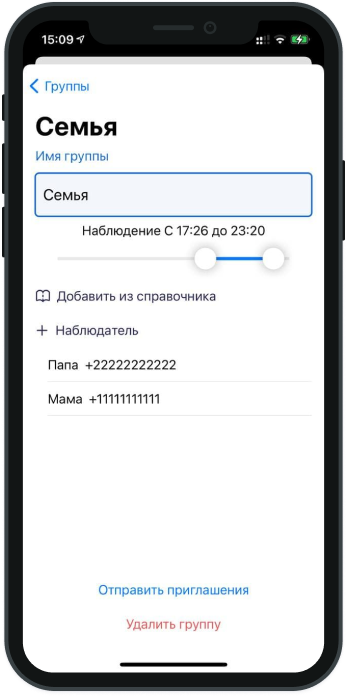 15:09
Группы
Семья
Имя группы
Семья
Наблюдение С 17:26 до 23:20
Добавить из справочника
Наблюдатель
Папа +22222222222
Мама +11111111111
Отправить приглашения
Удалить группу